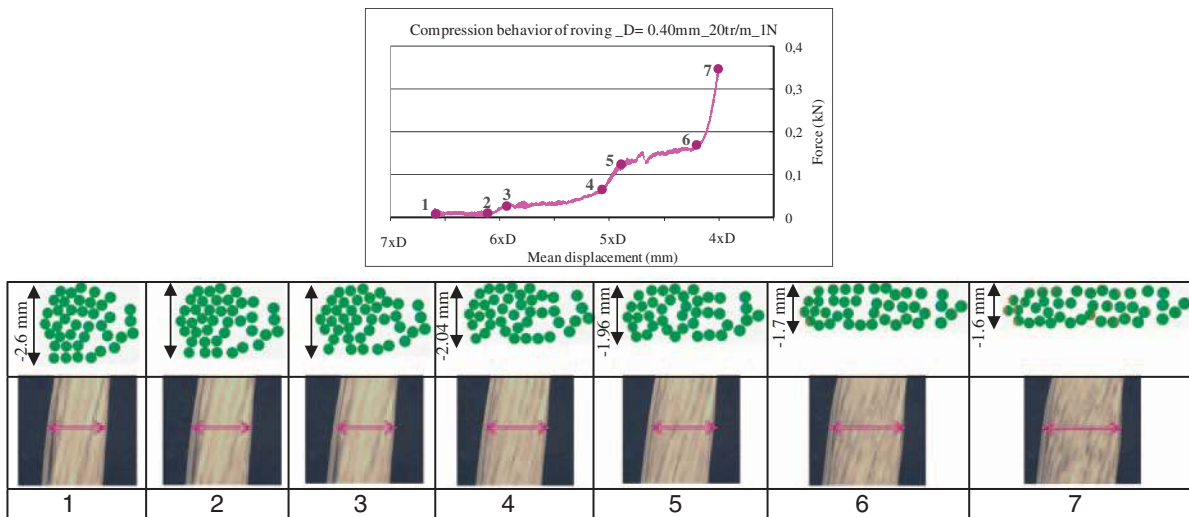 Compression behavior of roving _D= 0.40mm_20tr/m_1N
0,4
0,3
0,2
0,1
0
Force (kN)
1
2
3
4
5
6
7
7xD
6xD
5xD
4xD
Mean displacement (mm)
-2.6 mm
-2.04 mm
-1.96 mm
-1.7 mm
-1.6 mm
1
2
3
4
5
6
7